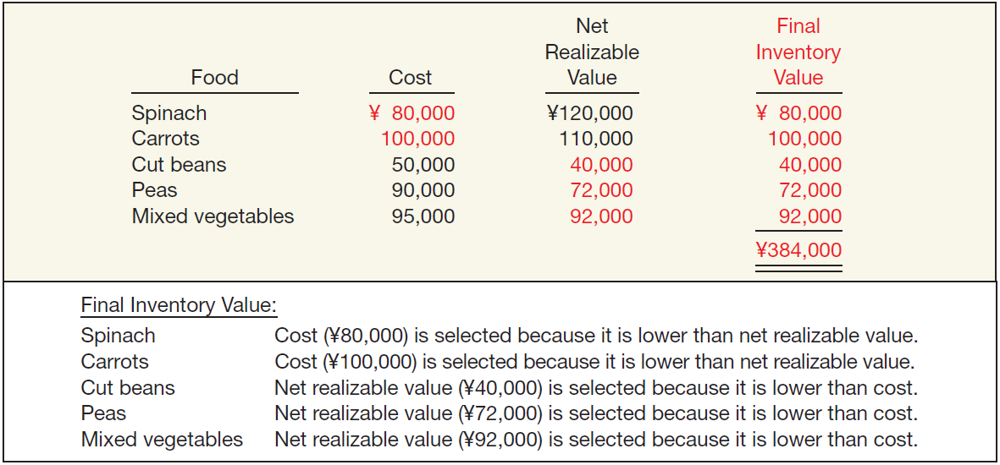 Net Final
Realizable Inventory
Food Cost Value Value
Spinach ¥ 80,000 ¥120,000 ¥ 80,000
Carrots 100,000 110,000 100,000
Cut beans 50,000 40,000 40,000
Peas 90,000 72,000 72,000
Mixed vegetables 95,000 92,000 92,000
¥384,000
Final Inventory Value:
Spinach Cost (¥80,000) is selected because it is lower than net realizable value.
Carrots Cost (¥100,000) is selected because it is lower than net realizable value.
Cut beans Net realizable value (¥40,000) is selected because it is lower than cost.
Peas Net realizable value (¥72,000) is selected because it is lower than cost.
Mixed vegetables Net realizable value (¥92,000) is selected because it is lower than cost.